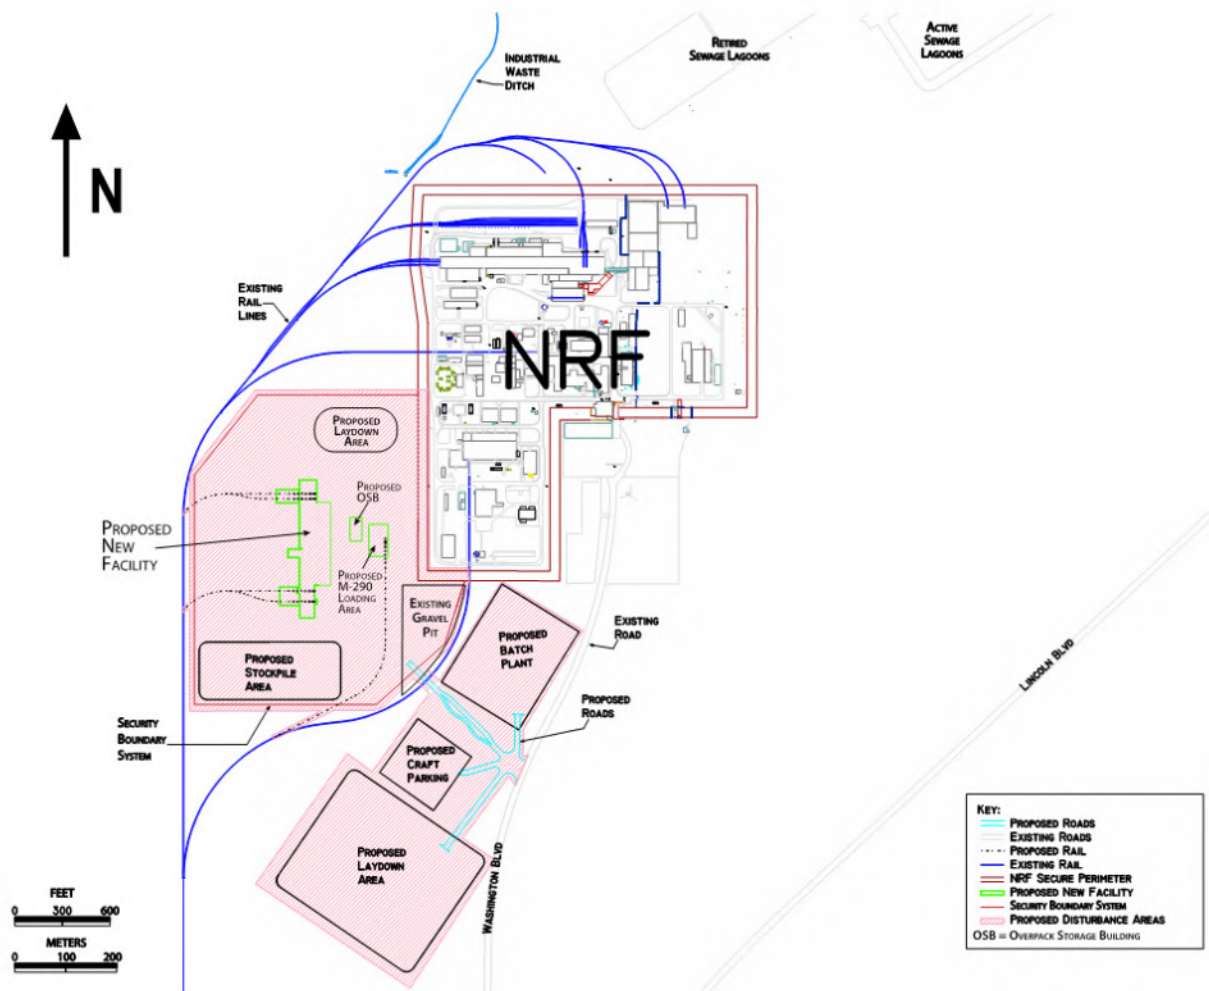 RETIRED
SEWAGE LAGOONS
ACTIVE
SEWAGE
LAGOONS
INDUSTRIAL
WASTE
DITCH
N
EXISTING
RAIL
LINES
NRF
PROPOSED
LAYDOWN
AREA
PROPOSED
OSB
PROPOSED
NEW
FACILITY
PROPOSED
M-290
LOADING
AREA
EXISTING
GRAVEL
PIT
EXISTING
ROAD
PROPOSED
BATCH
PLANT
PROPOSED
STOCKPILE
AREA
LINCOLN BLVD
PROPOSED
ROADS
SECURITY
BOUNDARY
SYSTEM
PROPOSED
CRAFT
PARKING
PROPOSED
LAYDOWN
AREA
WASHINGTON BLVD
FEET
0 300 600
METERS
0 100 200
KEY:
PROPOSED ROADS
EXISTING ROADS
PROPOSED RAIL
EXISTING RAIL
NRF SECURE PERIMETER
PROPOSED NEW FACILITY
SECURITY BOUNDARY SYSTEM
PROPOSED DISTURBANCE AREAS
OSB = OVERPACK STORAGE BUILDING